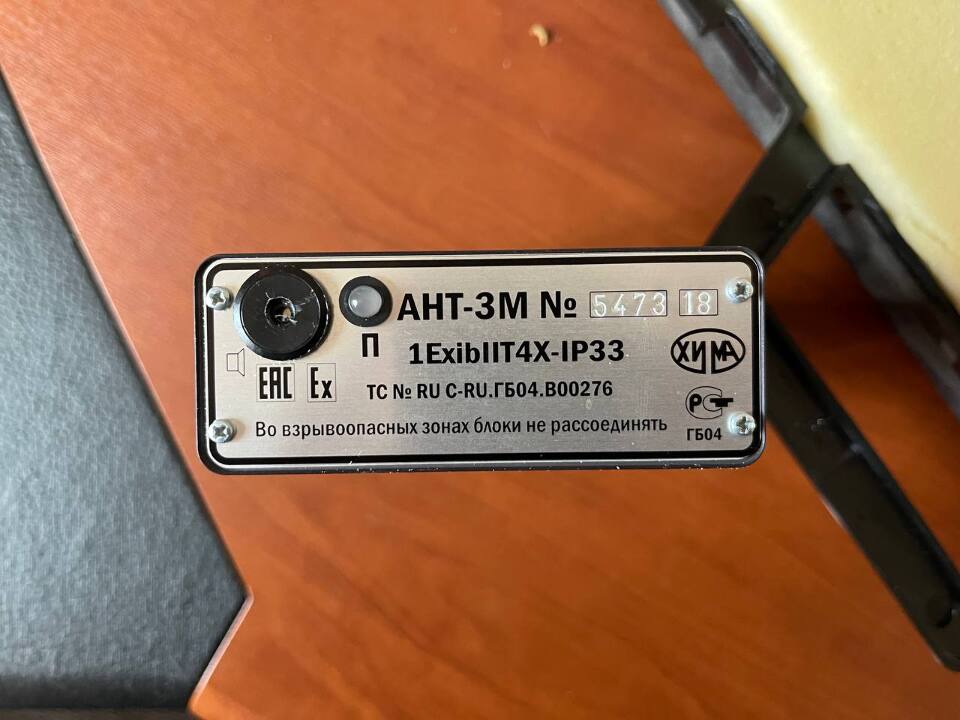 АНТ-3М № 5473 18
П
1ExibIIT4X-IP33
ХИМА
ЕАС Ex
ТС № RU C-RU.ГБ04.В00276
РСТ
ГБ04
Во взрывоопасных зонах блоки не рассоединять